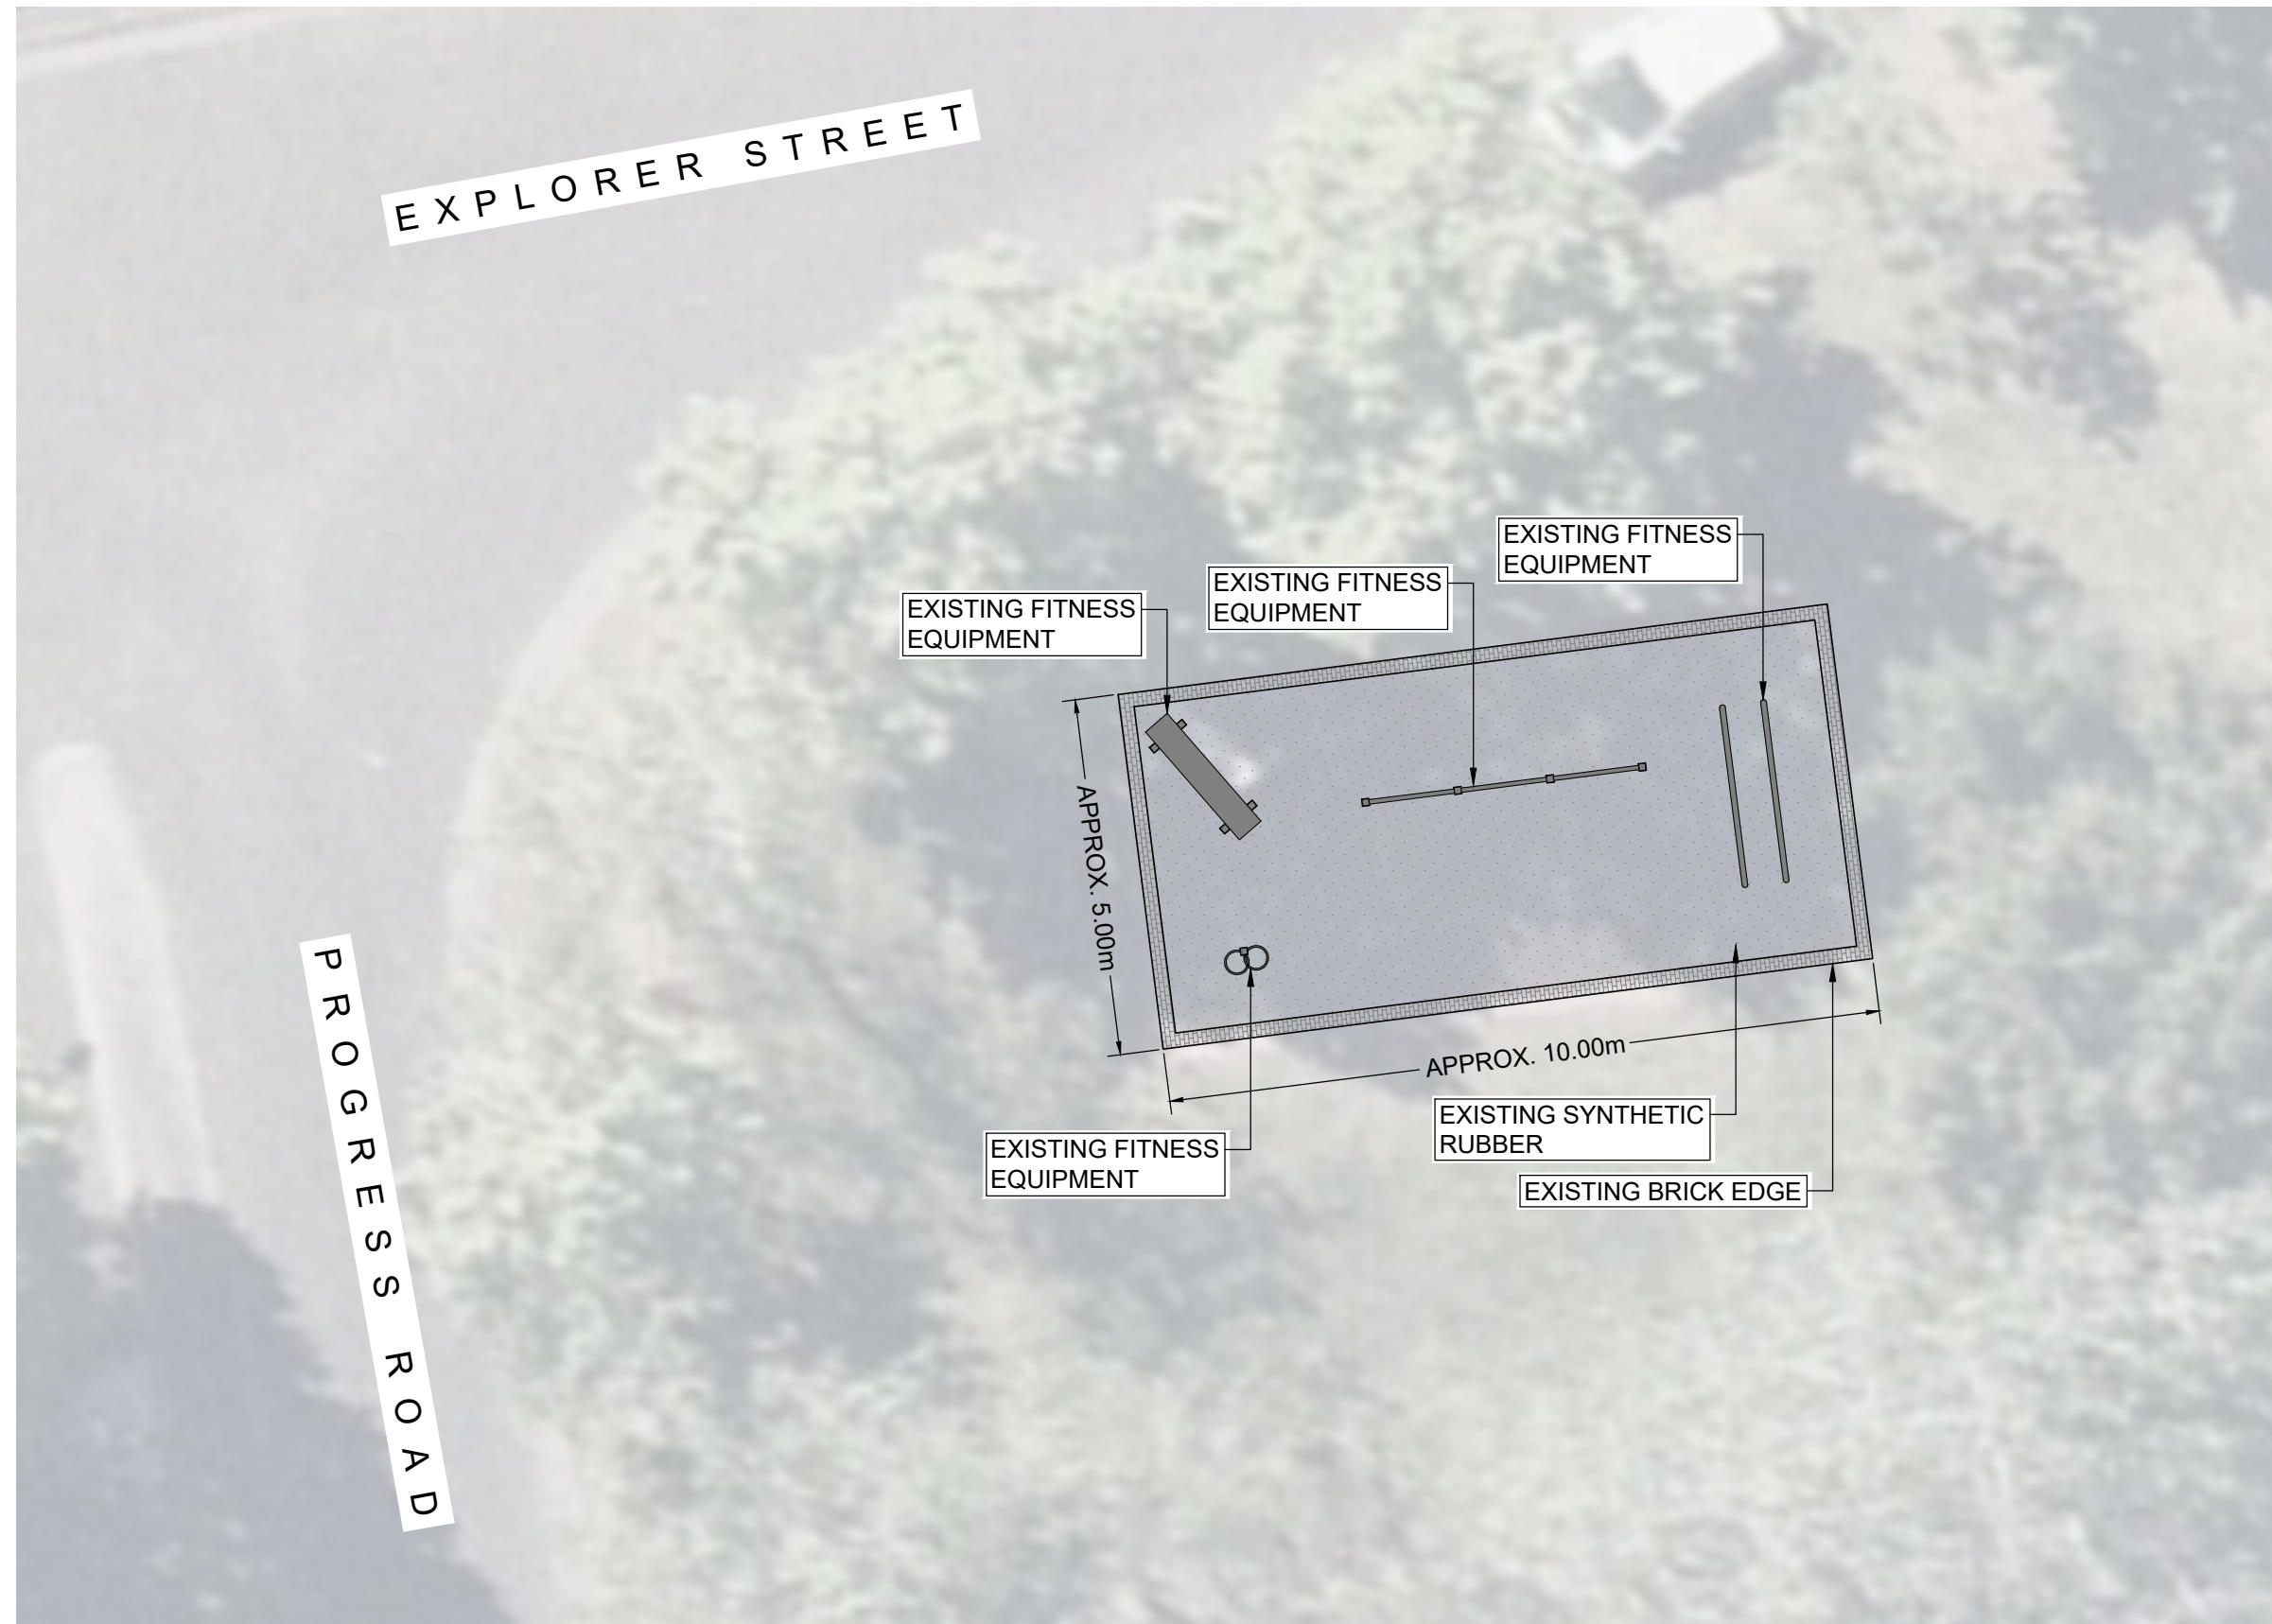 EXPLORER STREET
EXISTING FITNESS
EQUIPMENT
EXISTING FITNESS
EQUIPMENT
EXISTING FITNESS
EQUIPMENT
APPROX. 5.00m
APPROX. 10.00m
EXISTING FITNESS
EQUIPMENT
EXISTING SYNTHETIC
RUBBER
EXISTING BRICK EDGE
PROGRESS ROAD